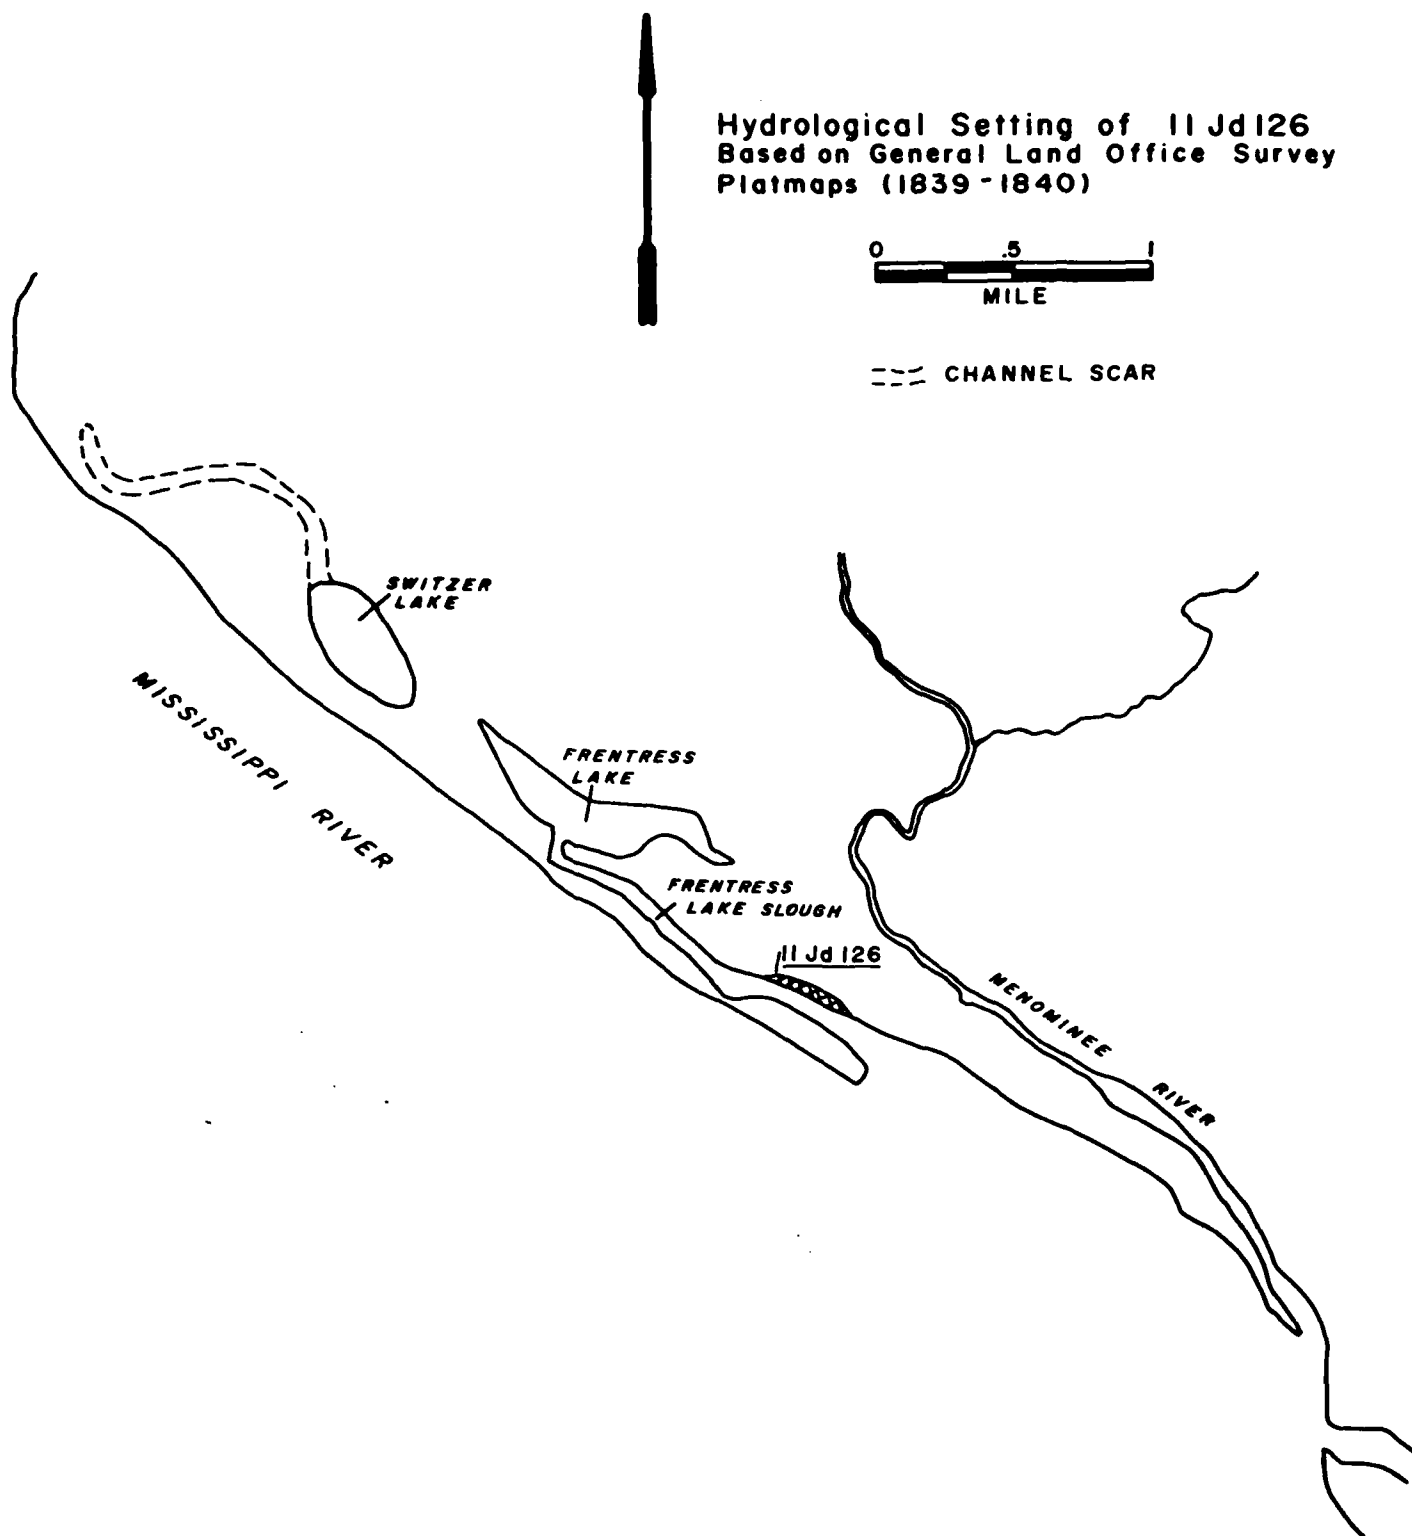 Hydrological Setting of 11 Jd 126
Based on General Land Office Survey
Platmaps (1839-1840)
0 .5 1
MILE
CHANNEL SCAR
SWITZER
LAKE
MISSISSIPPI RIVER
FRENTRESS
LAKE
FRENTRESS
LAKE SLOUGH
11 Jd 126
MENOMINEE
RIVER